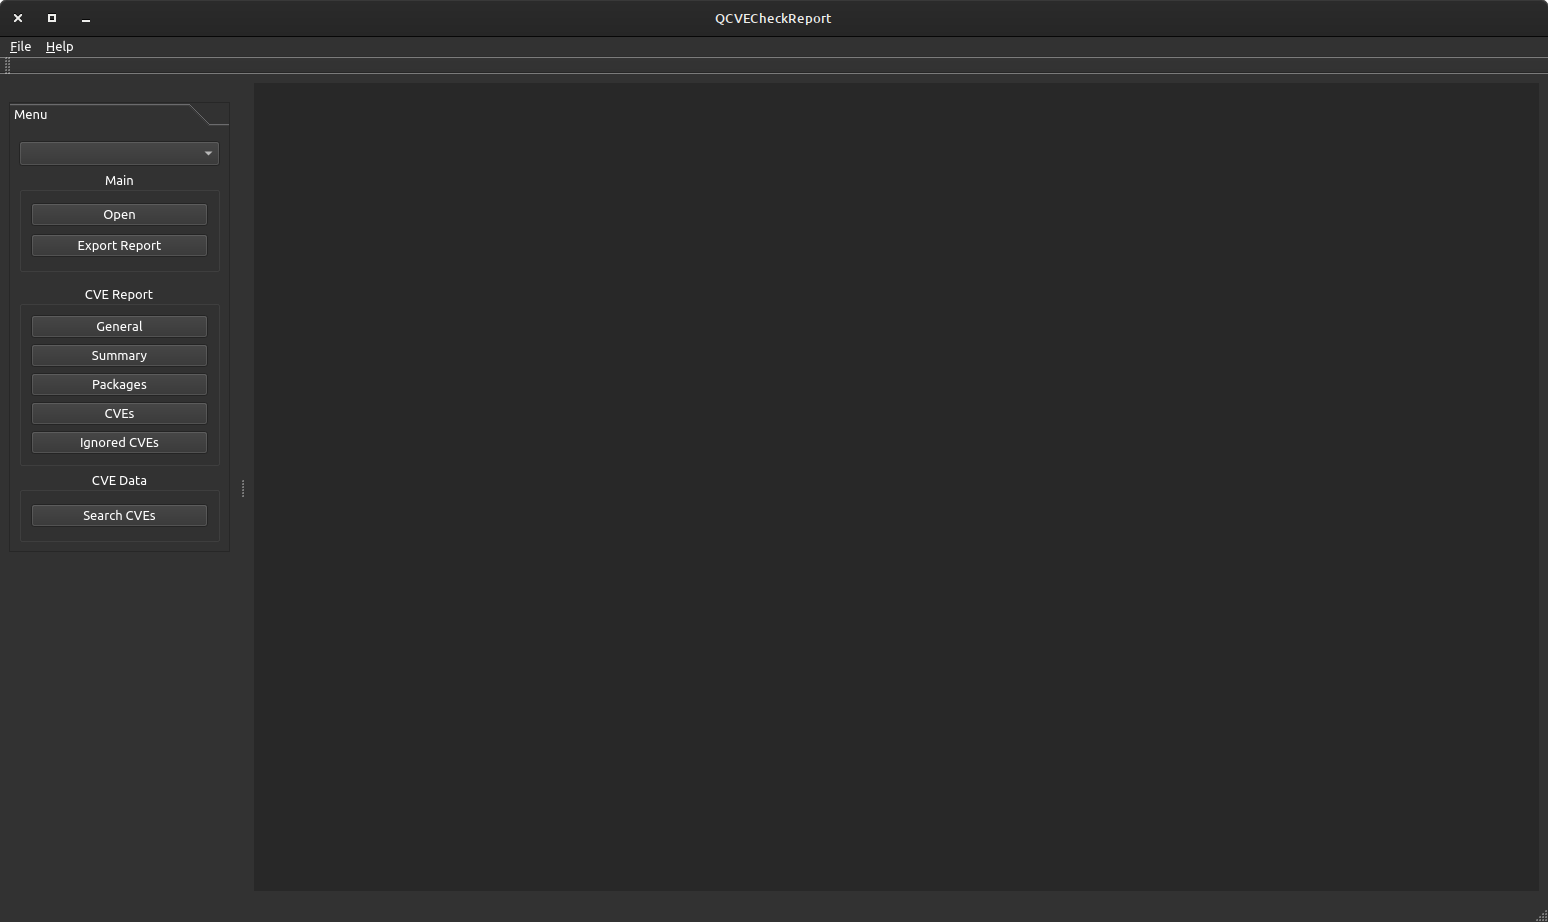 QCVECheckReport
File Help
Menu
Main
Open
Export Report
CVE Report
General
Summary
Packages
CVEs
Ignored CVEs
CVE Data
Search CVEs